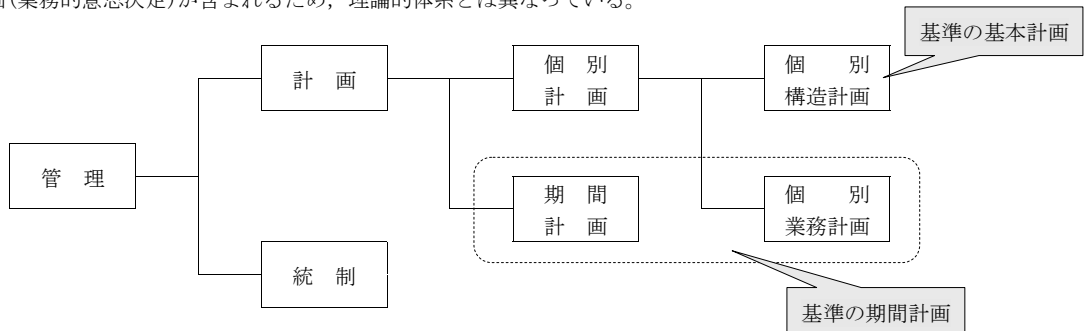 画(業務的意思決定)が含まれるため，理論的体系とは異なっている。
基準の基本計画
計　画
個　別
計　画
個　　別
構造計画
管　理
期　間
計　画
個　　別
業務計画
統　制
基準の期間計画